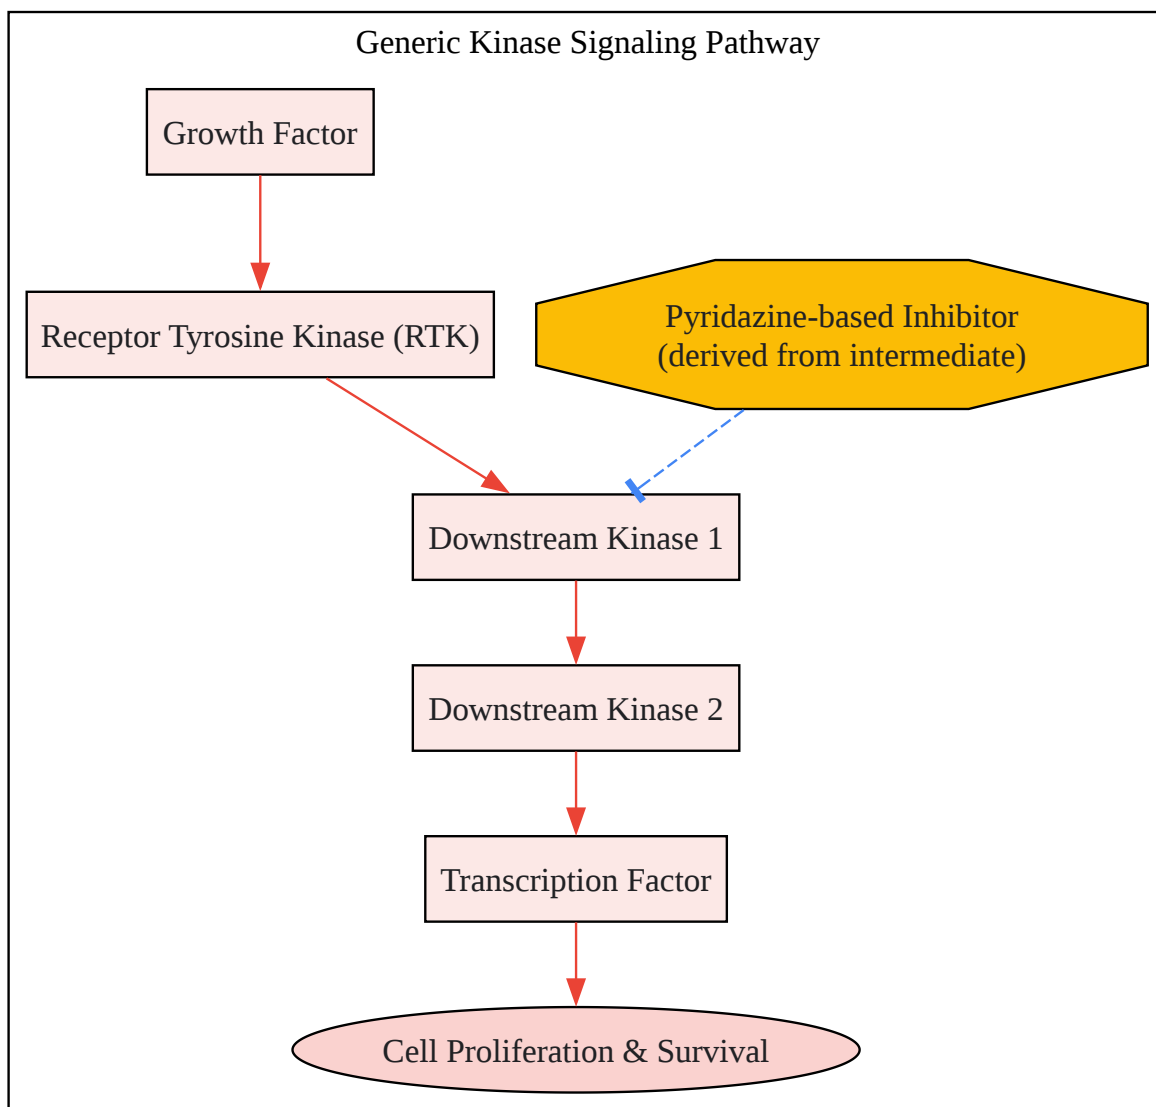 Generic Kinase Signaling Pathway
Growth Factor
Receptor Tyrosine Kinase (RTK)
Pyridazine-based Inhibitor
(derived from intermediate)
Downstream Kinase 1
Downstream Kinase 2
Transcription Factor
Cell Proliferation & Survival